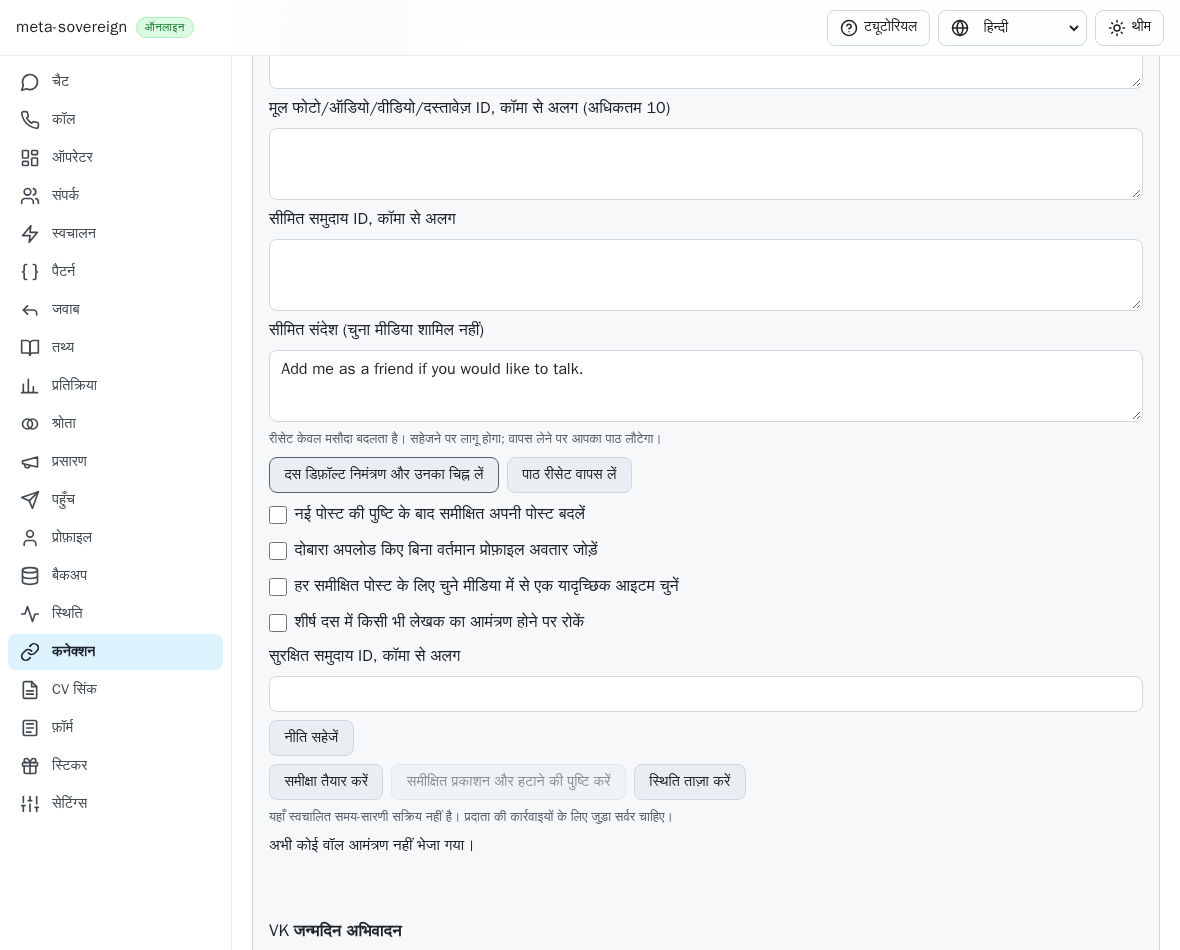 meta-sovereign ऑनलाइन ट्यूटोरियल हिन्दी थीम
चैट
कॉल
ऑपरेटर
संपर्क
स्वचालन
पैटर्न
जवाब
तथ्य
प्रतिक्रिया
श्रोता
प्रसारण
पहुँच
प्रोफ़ाइल
बैकअप
स्थिति
कनेक्शन
CV सिंक
फ़ॉर्म
स्टिकर
सेटिंग्स
मूल फोटो/ऑडियो/वीडियो/दस्तावेज़ ID, कॉमा से अलग (अधिकतम 10)
सीमित समुदाय ID, कॉमा से अलग
सीमित संदेश (चुना मीडिया शामिल नहीं)
Add me as a friend if you would like to talk.
रीसेट केवल मसौदा बदलता है। सहेजने पर लागू होगा; वापस लेने पर आपका पाठ लौटेगा।
दस डिफ़ॉल्ट निमंत्रण और उनका चिह्न लें पाठ रीसेट वापस लें
नई पोस्ट की पुष्टि के बाद समीक्षित अपनी पोस्ट बदलें
दोबारा अपलोड किए बिना वर्तमान प्रोफ़ाइल अवतार जोड़ें
हर समीक्षित पोस्ट के लिए चुने मीडिया में से एक यादृच्छिक आइटम चुनें
शीर्ष दस में किसी भी लेखक का आमंत्रण होने पर रोकें
सुरक्षित समुदाय ID, कॉमा से अलग
नीति सहेजें
समीक्षा तैयार करें समीक्षित प्रकाशन और हटाने की पुष्टि करें स्थिति ताज़ा करें
यहाँ स्वचालित समय-सारणी सक्रिय नहीं है। प्रदाता की कार्रवाइयों के लिए जुड़ा सर्वर चाहिए।
अभी कोई वॉल आमंत्रण नहीं भेजा गया।
VK जन्मदिन अभिवादन